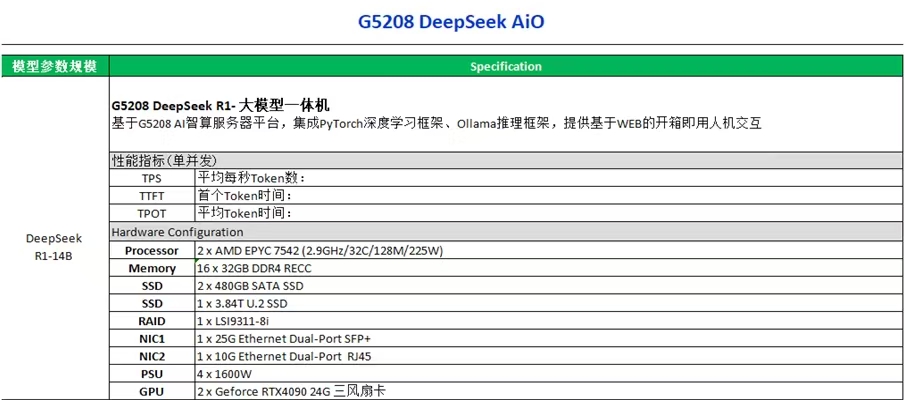 G5208 DeepSeek AiO
模型参数规模 Specification
G5208 DeepSeek R1- 大模型一体机
基于G5208 AI智算服务器平台，集成PyTorch深度学习框架、Ollama推理框架，提供基于WEB的开箱即用人机交互
性能指标(单并发)
TPS 平均每秒Token数：
TTFT 首个Token时间：
TPOT 平均Token时间：
DeepSeek
R1-14B
Hardware Configuration
Processor 2 x AMD EPYC 7542 (2.9GHz/32C/128M/225W)
Memory 16 x 32GB DDR4 RECC
SSD 2 x 480GB SATA SSD
SSD 1 x 3.84T U.2 SSD
RAID 1 x LSI9311-8i
NIC1 1 x 25G Ethernet Dual-Port SFP+
NIC2 1 x 10G Ethernet Dual-Port RJ45
PSU 4 x 1600W
GPU 2 x Geforce RTX4090 24G 三风扇卡